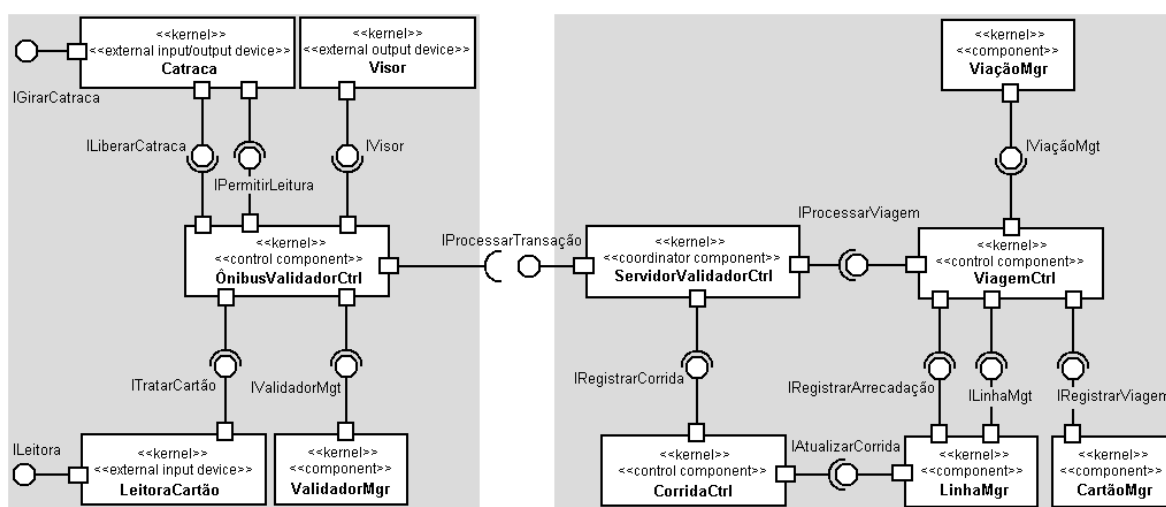 <<kernel>>
<<external input/output device>>
Catraca
<<kernel>>
<<external output device>>
Visor
<<kernel>>
<<component>>
ViaçãoMgr
IGirarCatraca
ILiberarCatraca
IVisor
IPermitirLeitura
IViaçãoMgt
IProcessarViagem
IProcessarTransação
<<kernel>>
<<control component>>
ÔnibusValidadorCtrl
<<kernel>>
<<coordinator component>>
ServidorValidadorCtrl
<<kernel>>
<<control component>>
ViagemCtrl
ITratarCartão
IValidadorMgt
IRegistrarCorrida
IRegistrarArrecadação
ILinhaMgt
IRegistrarViagem
ILeitora
IAtualizarCorrida
<<kernel>>
<<external input device>>
LeitoraCartão
<<kernel>>
<<component>>
ValidadorMgr
<<kernel>>
<<control component>>
CorridaCtrl
<<kernel>>
<<component>>
LinhaMgr
<<kernel>>
<<component>>
CartãoMgr